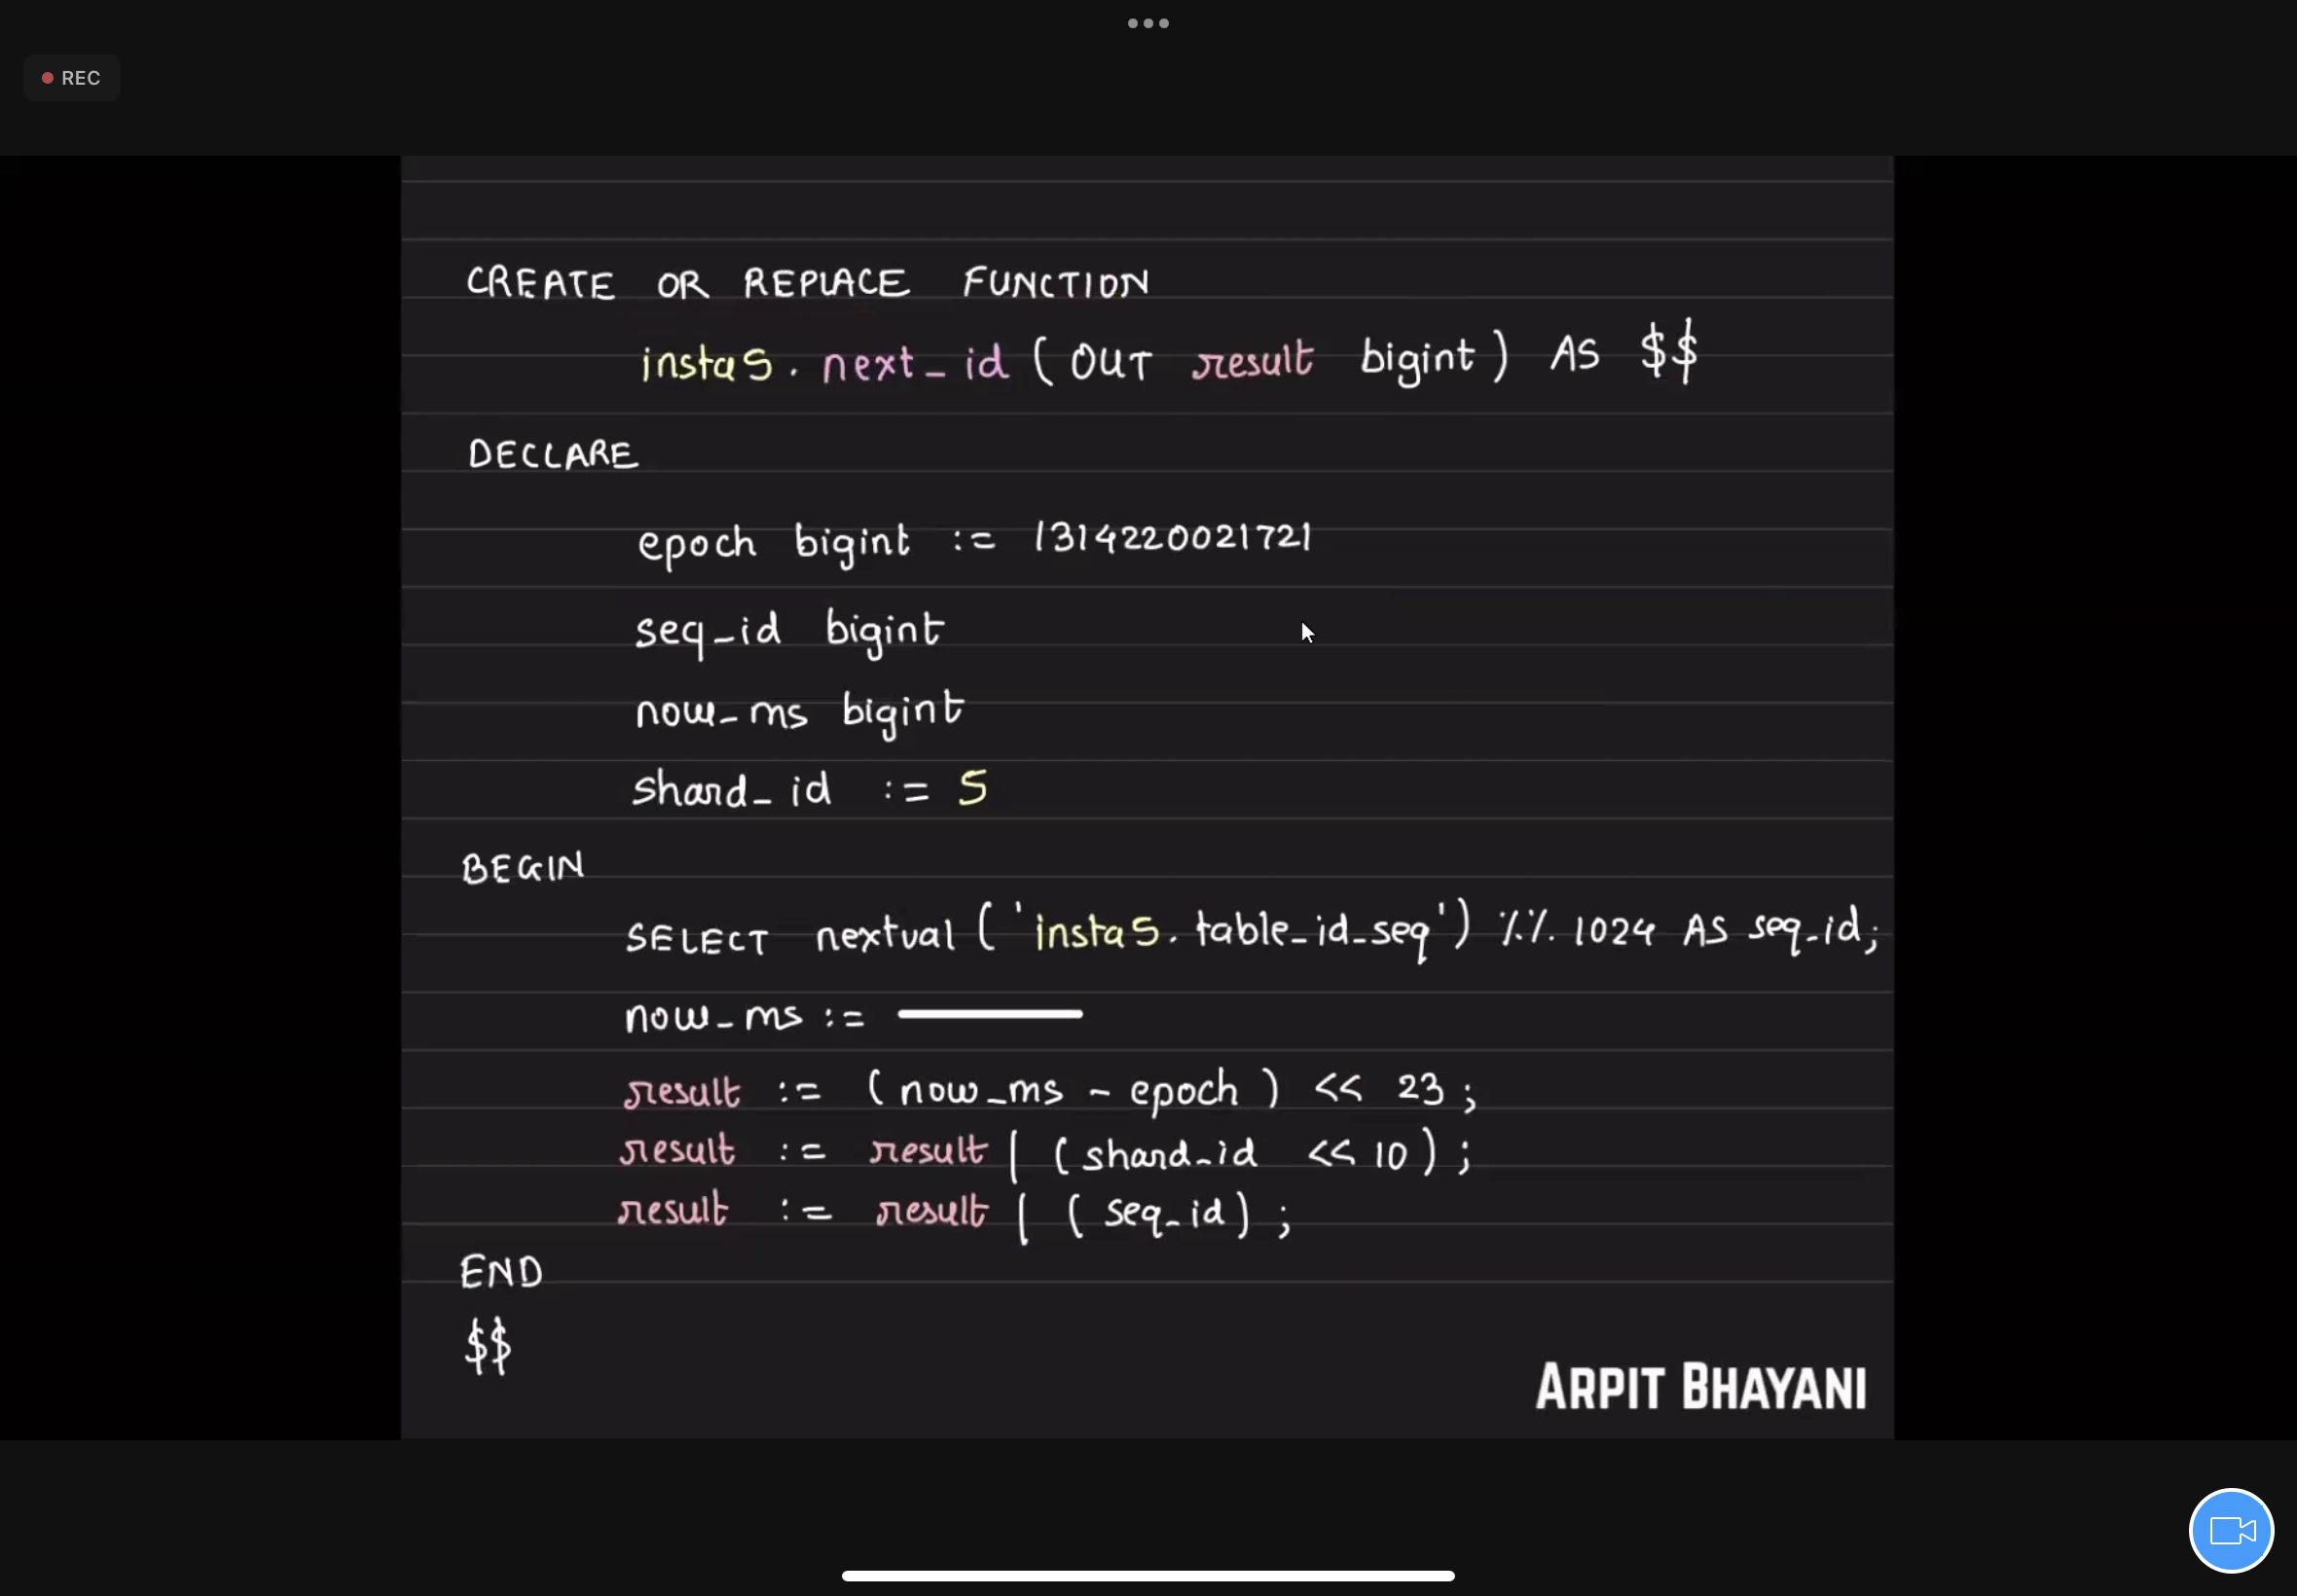 REC
CREATE OR REPLACE FUNCTION
insta5.next_id (OUT result bigint) AS $$
DECLARE
epoch bigint := 1314220021721
seq_id bigint
now_ms bigint
shard_id := 5
BEGIN
SELECT nextval ('insta5.table_id_seq') %% 1024 AS seq_id;
now_ms :=
result := (now_ms - epoch) << 23;
result := result | (shard_id << 10);
result := result | (seq_id);
END
$$
ARPIT BHAYANI